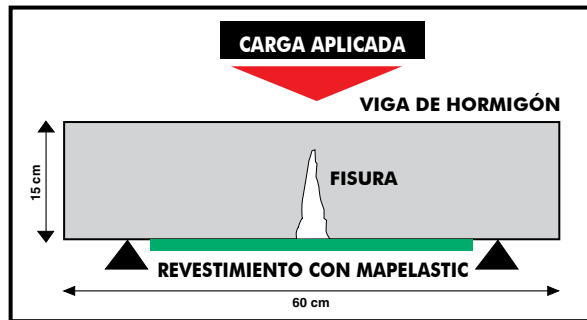 CARGA APLICADA
VIGA DE HORMIGÓN
15 cm
FISURA
REVESTIMIENTO CON MAPELASTIC
60 cm